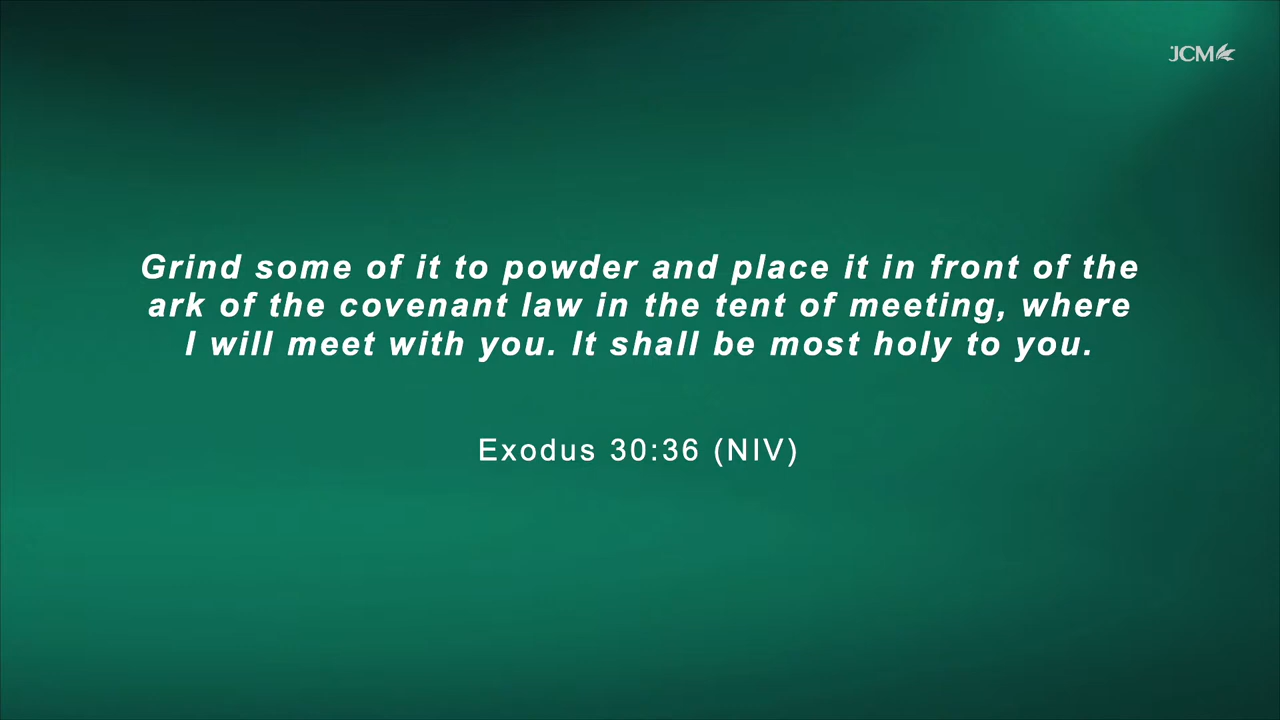 JCM
Grind some of it to powder and place it in front of the
ark of the covenant law in the tent of meeting, where
I will meet with you. It shall be most holy to you.
Exodus 30:36 (NIV)